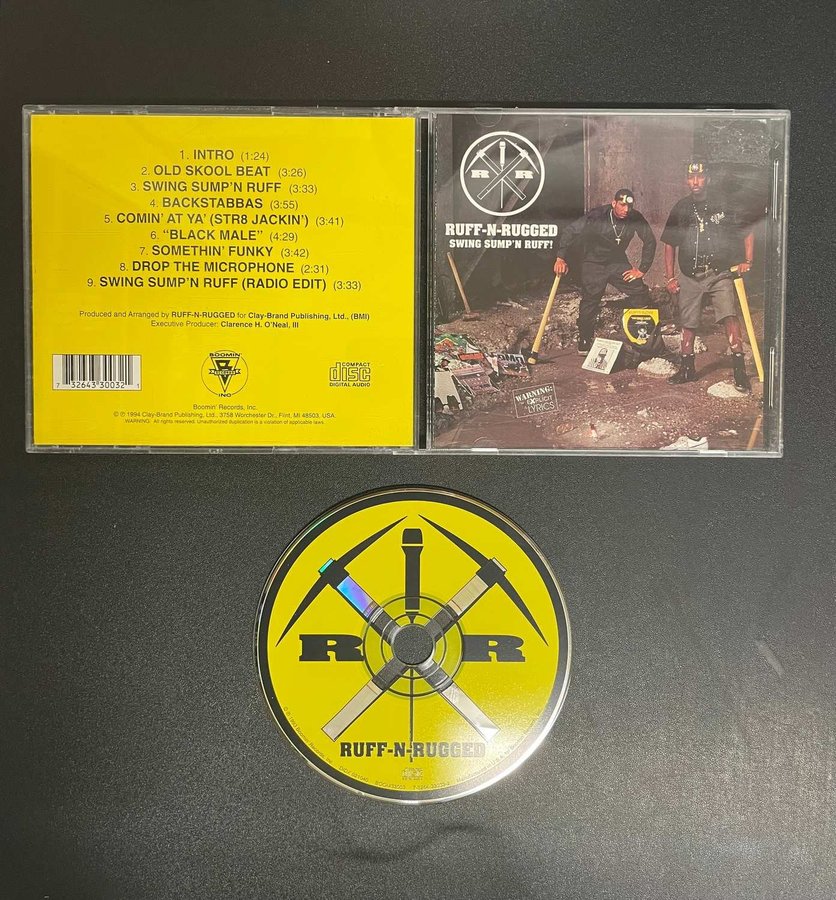 1. INTRO (1:24)
2. OLD SKOOL BEAT (3:26)
3. SWING SUMP'N RUFF (3:33)
4. BACKSTABBAS (3:55)
5. COMIN' AT YA' (STR8 JACKIN') (3:41)
6. "BLACK MALE" (4:29)
7. SOMETHIN' FUNKY (3:42)
8. DROP THE MICROPHONE (2:31)
9. SWING SUMP'N RUFF (RADIO EDIT) (3:33)
Produced and Arranged by RUFF-N-RUGGED for Clay-Brand Publishing, Ltd., (BMI)
Executive Producer: Clarence H. O'Neal, III
7 32643 30032 1
BOOMIN'
RECORDS
INC
COMPACT
disc
DIGITAL AUDIO
Boomin' Records, Inc.
© ℗ 1994 Clay-Brand Publishing, Ltd., 3758 Worchester Dr., Flint, MI 48503, USA.
WARNING: All rights reserved. Unauthorized duplication is a violation of applicable laws.
R R
RUFF-N-RUGGED
SWING SUMP'N RUFF!
WARNING:
EXPLICIT
LYRICS
R R
RUFF-N-RUGGED